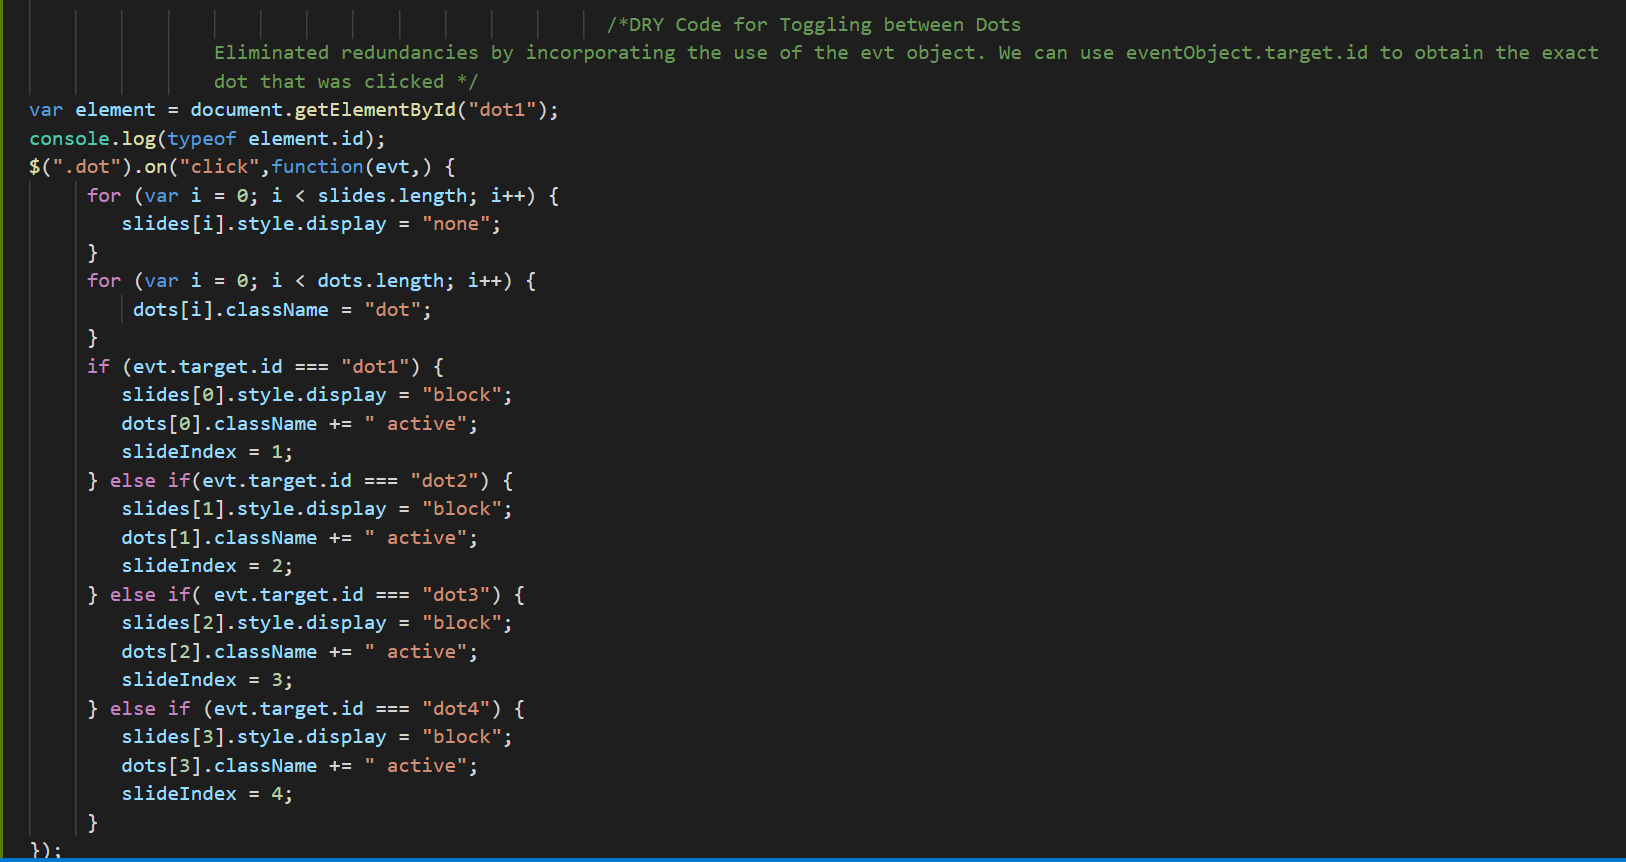 /*DRY Code for Toggling between Dots
Eliminated redundancies by incorporating the use of the evt object. We can use eventObject.target.id to obtain the exact
dot that was clicked */
var element = document.getElementById("dot1");
console.log(typeof element.id);
$(".dot").on("click",function(evt,) {
for (var i = 0; i < slides.length; i++) {
slides[i].style.display = "none";
}
for (var i = 0; i < dots.length; i++) {
dots[i].className = "dot";
}
if (evt.target.id === "dot1") {
slides[0].style.display = "block";
dots[0].className += " active";
slideIndex = 1;
} else if(evt.target.id === "dot2") {
slides[1].style.display = "block";
dots[1].className += " active";
slideIndex = 2;
} else if( evt.target.id === "dot3") {
slides[2].style.display = "block";
dots[2].className += " active";
slideIndex = 3;
} else if (evt.target.id === "dot4") {
slides[3].style.display = "block";
dots[3].className += " active";
slideIndex = 4;
}
});